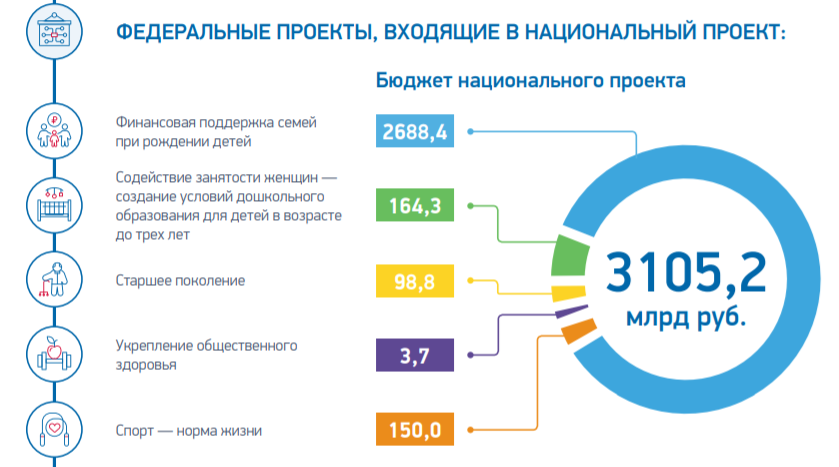 ФЕДЕРАЛЬНЫЕ ПРОЕКТЫ, ВХОДЯЩИЕ В НАЦИОНАЛЬНЫЙ ПРОЕКТ:
Бюджет национального проекта
₽
Финансовая поддержка семей
при рождении детей
2688,4
Содействие занятости женщин —
создание условий дошкольного
образования для детей в возрасте
до трех лет
164,3
Старшее поколение
98,8
Укрепление общественного
здоровья
3,7
Спорт — норма жизни
150,0
3105,2
млрд руб.